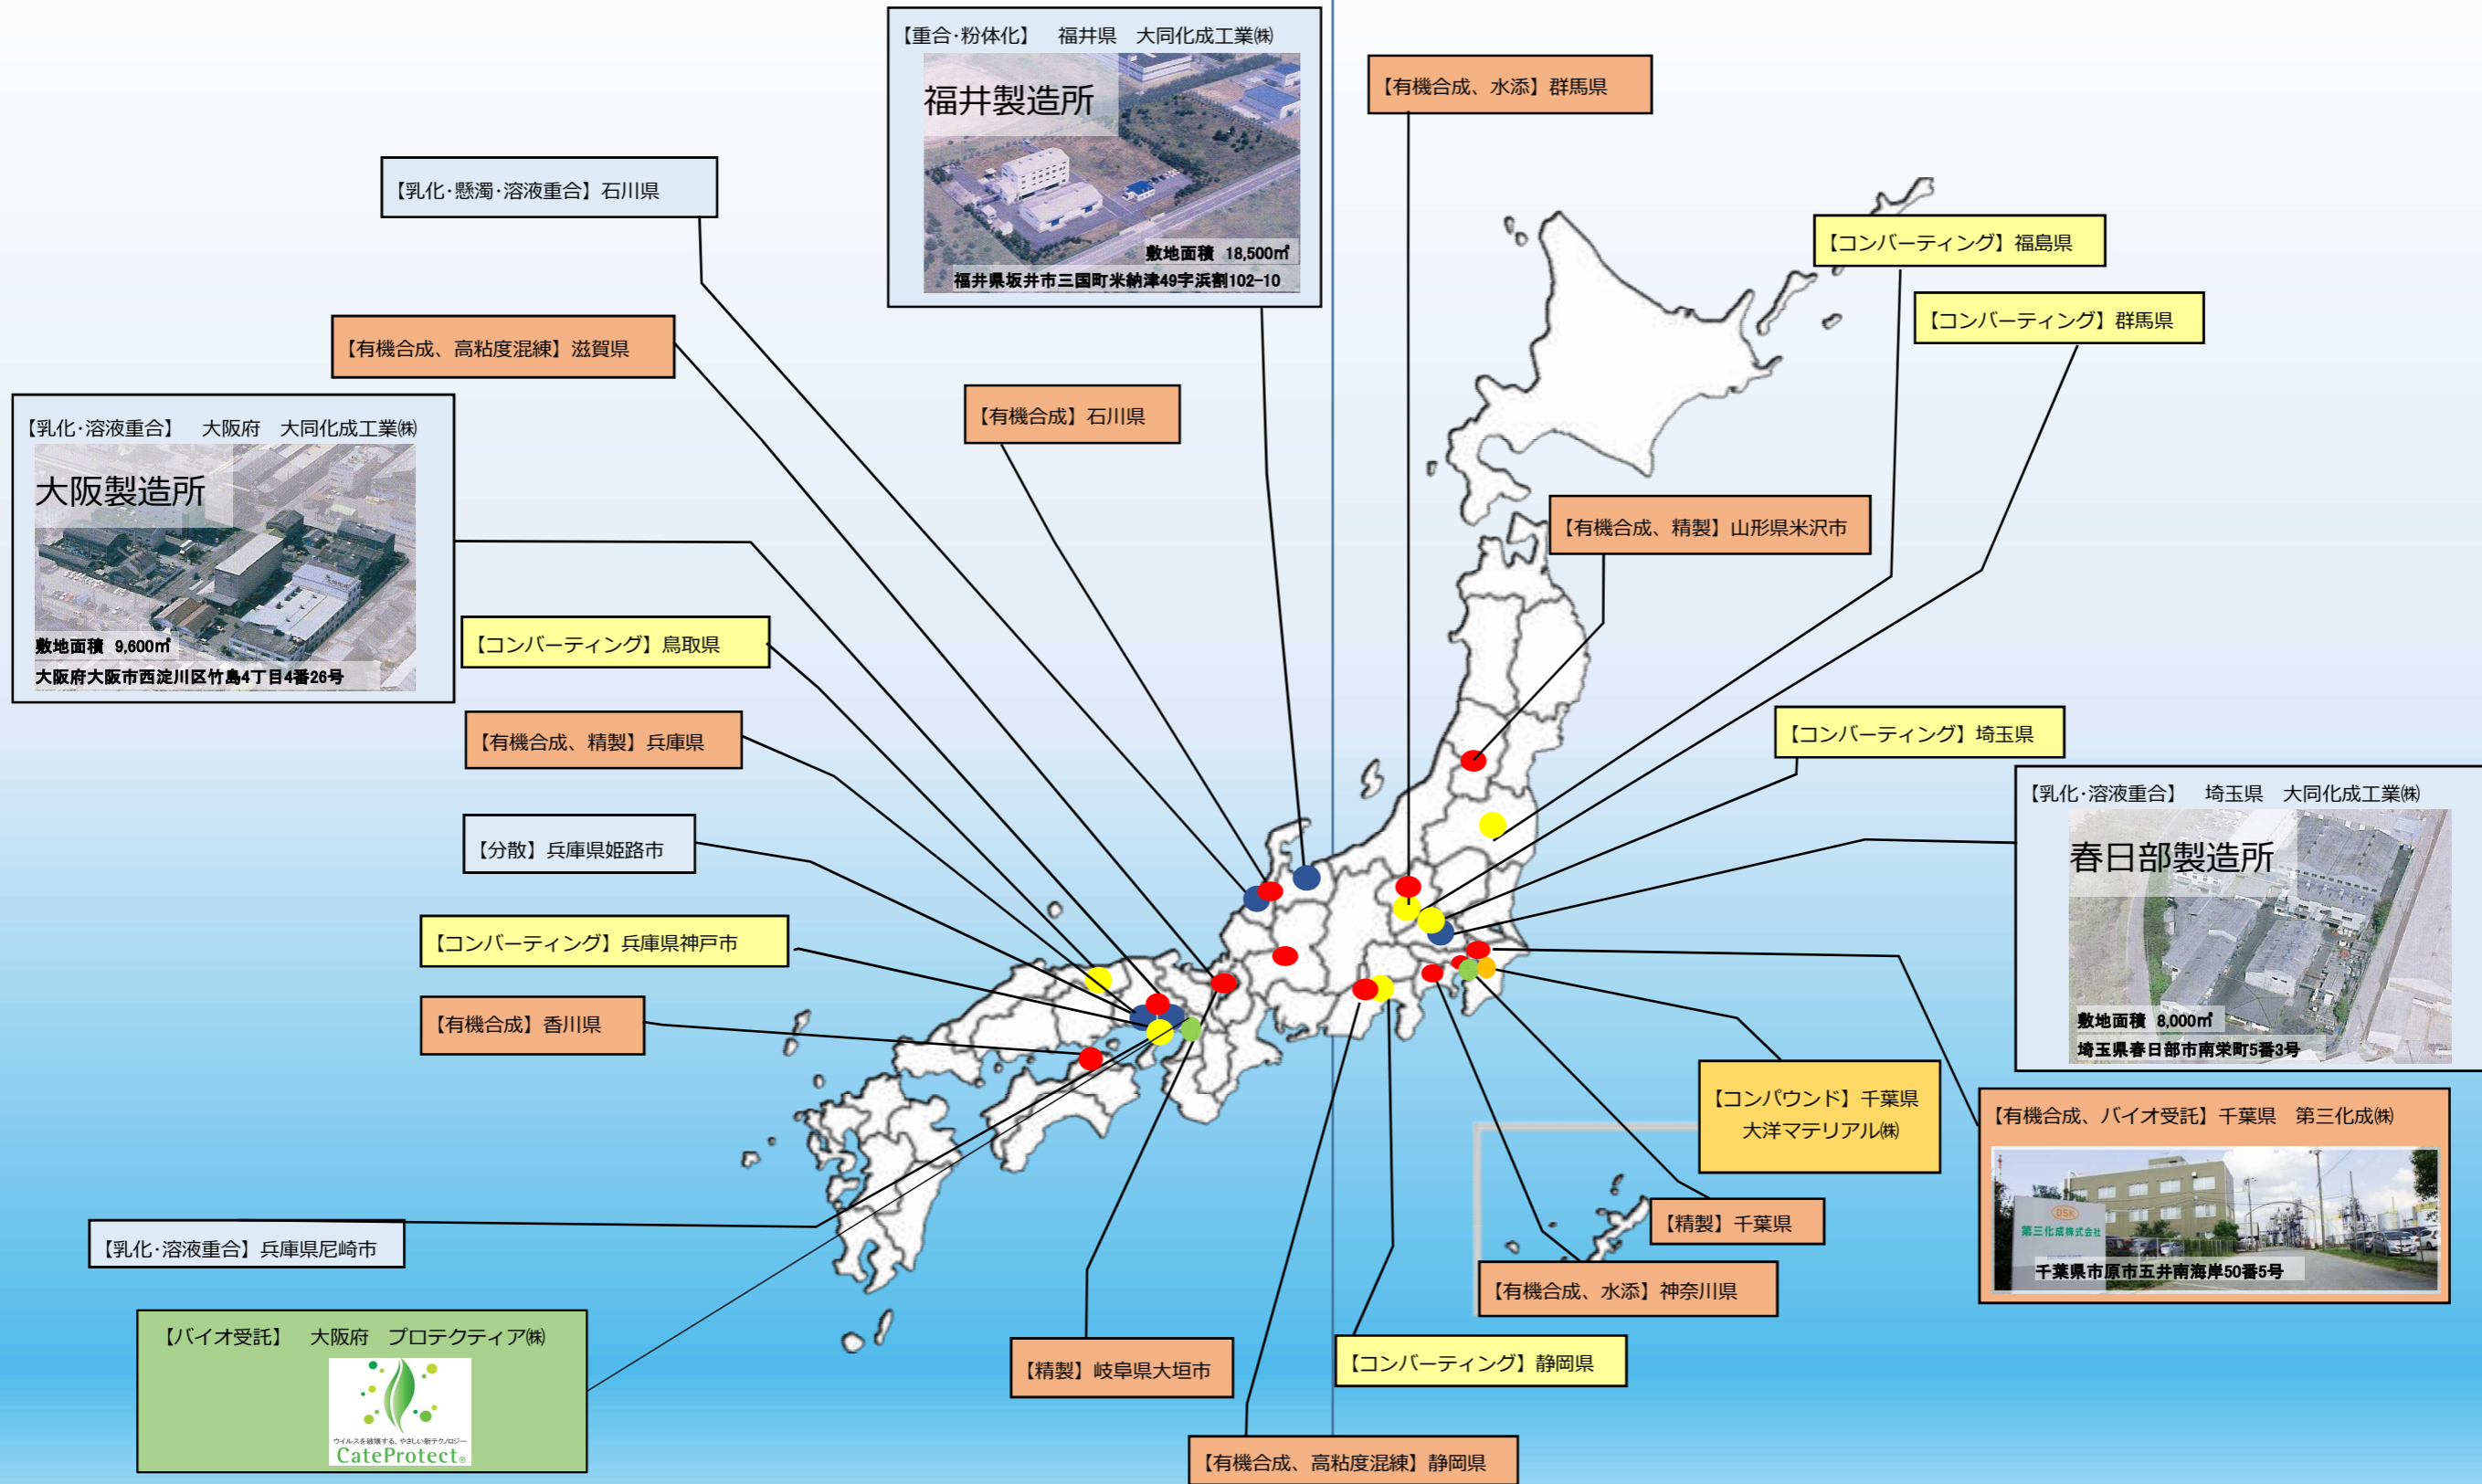 【重合･粉体化】　福井県　大同化成工業㈱
福井製造所
敷地面積 18,500㎡
福井県坂井市三国町米納津49字浜割102-10
【有機合成、水添】群馬県
【乳化･懸濁･溶液重合】石川県
【コンバーティング】福島県
【コンバーティング】群馬県
【有機合成、高粘度混練】滋賀県
【有機合成】石川県
【乳化･溶液重合】　大阪府　大同化成工業㈱
大阪製造所
敷地面積 9,600㎡
大阪府大阪市西淀川区竹島4丁目4番26号
【有機合成、精製】山形県米沢市
【コンバーティング】鳥取県
【有機合成、精製】兵庫県
【コンバーティング】埼玉県
【乳化･溶液重合】　埼玉県　大同化成工業㈱
春日部製造所
敷地面積 8,000㎡
埼玉県春日部市南栄町5番3号
【分散】兵庫県姫路市
【コンバーティング】兵庫県神戸市
【有機合成】香川県
【コンパウンド】千葉県
大洋マテリアル㈱
【有機合成、バイオ受託】千葉県　第三化成㈱
DSK
第三化成株式会社
千葉県市原市五井南海岸50番5号
【精製】千葉県
【乳化･溶液重合】兵庫県尼崎市
【有機合成、水添】神奈川県
【バイオ受託】　大阪府　プロテクティア㈱
ウイルスを破壊する、やさしい新テクノロジー
CateProtect®
【精製】岐阜県大垣市
【コンバーティング】静岡県
【有機合成、高粘度混練】静岡県